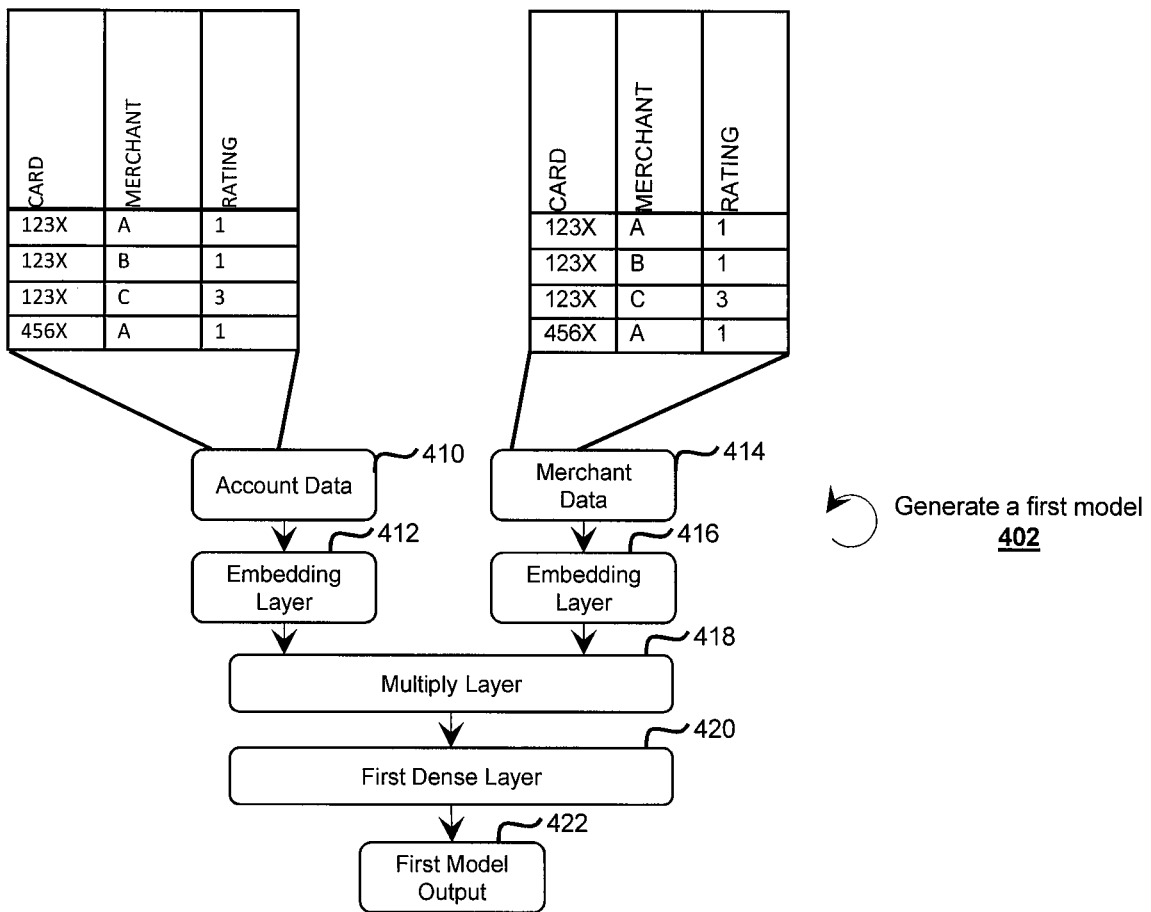 CARD MERCHANT RATING
123X A 1
123X B 1
123X C 3
456X A 1
CARD MERCHANT RATING
123X A 1
123X B 1
123X C 3
456X A 1
Account Data
410
Merchant
Data
414
Generate a first model
402
Embedding
Layer
412
Embedding
Layer
416
Multiply Layer
418
First Dense Layer
420
First Model
Output
422